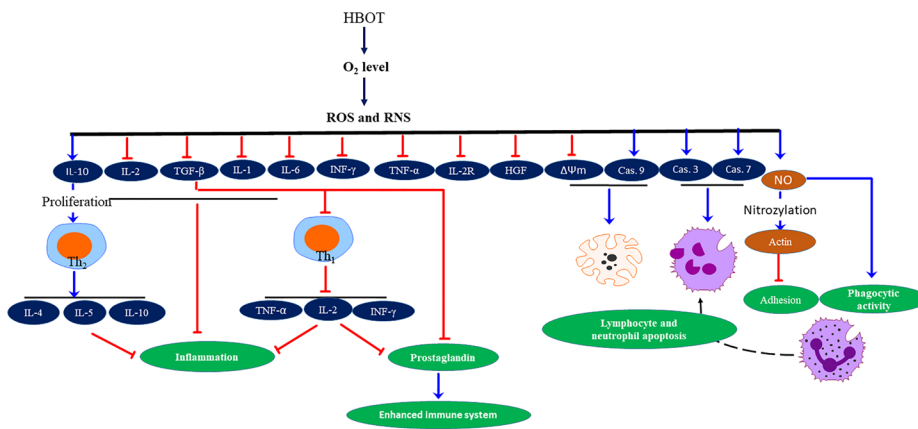 HBOT
O2 level
ROS and RNS
IL-10
IL-2
TGF-β
IL-1
IL-6
INF-γ
TNF-α
IL-2R
HGF
ΔΨm
Cas. 9
Cas. 3
Cas. 7
NO
Proliferation
Nitrozylation
Th2
Th1
Actin
IL-4
IL-5
IL-10
TNF-α
IL-2
INF-γ
Adhesion
Phagocytic
activity
Inflammation
Prostaglandin
Lymphocyte and
neutrophil apoptosis
Enhanced immune system